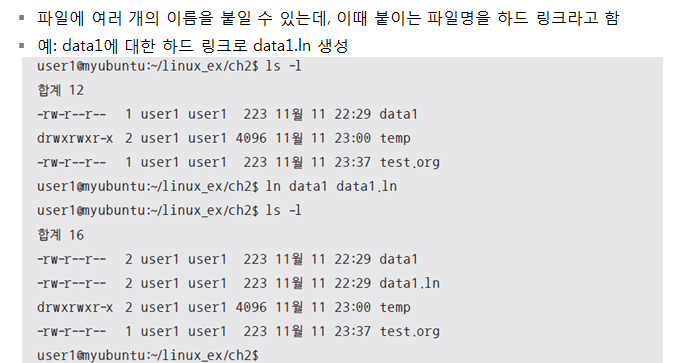 ▪ 파일에 여러 개의 이름을 붙일 수 있는데, 이때 붙이는 파일명을 하드 링크라고 함
▪ 예: data1에 대한 하드 링크로 data1.ln 생성
user1@myubuntu:~/linux_ex/ch2$ ls -l
합계 12
-rw-r--r-- 1 user1 user1 223 11월 11 22:29 data1
drwxrwxr-x 2 user1 user1 4096 11월 11 23:00 temp
-rw-r--r-- 1 user1 user1 223 11월 11 23:37 test.org
user1@myubuntu:~/linux_ex/ch2$ ln data1 data1.ln
user1@myubuntu:~/linux_ex/ch2$ ls -l
합계 16
-rw-r--r-- 2 user1 user1 223 11월 11 22:29 data1
-rw-r--r-- 2 user1 user1 223 11월 11 22:29 data1.ln
drwxrwxr-x 2 user1 user1 4096 11월 11 23:00 temp
-rw-r--r-- 1 user1 user1 223 11월 11 23:37 test.org
user1@myubuntu:~/linux_ex/ch2$